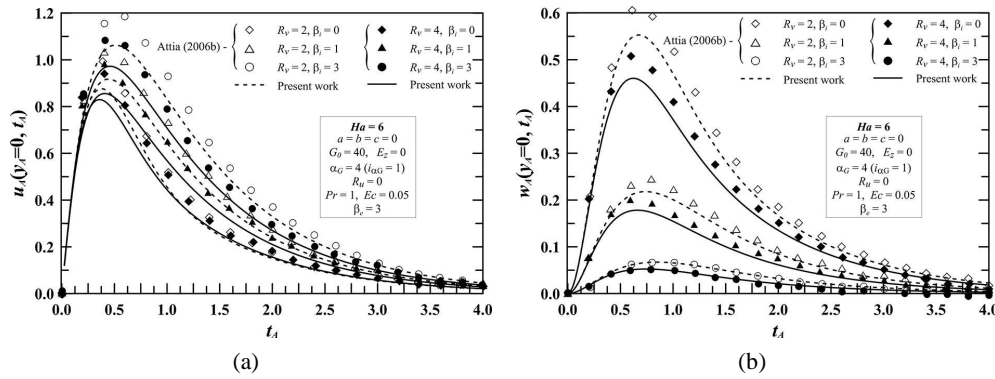 Attia (2006b) -
R_v = 2, β_i = 0
R_v = 2, β_i = 1
R_v = 2, β_i = 3
Present work
R_v = 4, β_i = 0
R_v = 4, β_i = 1
R_v = 4, β_i = 3
Present work
Ha = 6
a = b = c = 0
G_0 = 40, E_z = 0
α_G = 4 (i_αG = 1)
R_u = 0
Pr = 1, Ec = 0.05
β_e = 3
u_A(y_A=0, t_A)
1.2
1.0
0.8
0.6
0.4
0.2
0.0
0.0 0.5 1.0 1.5 2.0 2.5 3.0 3.5 4.0
t_A
(a)
Attia (2006b) -
R_v = 2, β_i = 0
R_v = 2, β_i = 1
R_v = 2, β_i = 3
Present work
R_v = 4, β_i = 0
R_v = 4, β_i = 1
R_v = 4, β_i = 3
Present work
Ha = 6
a = b = c = 0
G_0 = 40, E_z = 0
α_G = 4 (i_αG = 1)
R_u = 0
Pr = 1, Ec = 0.05
β_e = 3
w_A(y_A=0, t_A)
0.6
0.5
0.4
0.3
0.2
0.1
0.0
0.0 0.5 1.0 1.5 2.0 2.5 3.0 3.5 4.0
t_A
(b)